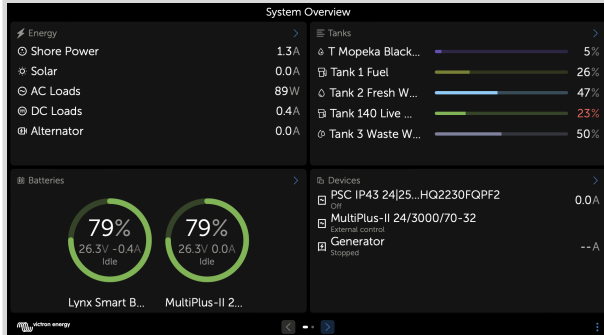 System Overview
Energy
Shore Power 1.3A
Solar 0.0A
AC Loads 89W
DC Loads 0.4A
Alternator 0.0A
Tanks
T Mopeka Black... 5%
Tank 1 Fuel 26%
Tank 2 Fresh W... 47%
Tank 140 Live ... 23%
Tank 3 Waste W... 50%
Batteries
79%
26.3V -0.4A
Idle
Lynx Smart B...
79%
26.3V 0.0A
Idle
MultiPlus-II 2...
Devices
PSC IP43 24|25...HQ2230FQPF2 0.0A
Off
MultiPlus-II 24/3000/70-32
External control
Generator --A
Stopped
victron energy